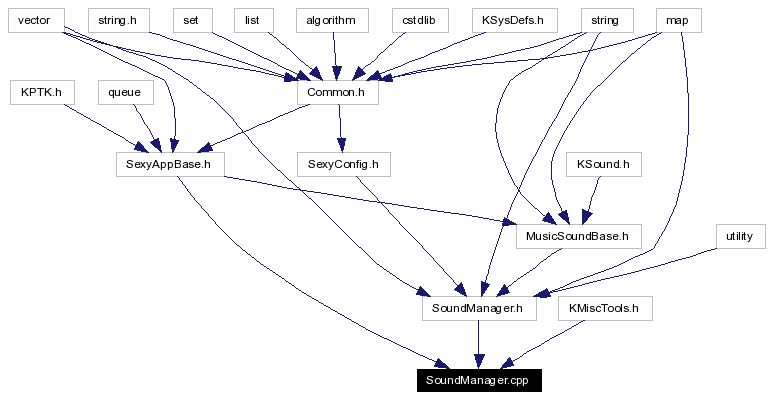 vector
string.h
set
list
algorithm
cstdlib
KSysDefs.h
string
map
KPTK.h
queue
Common.h
SexyAppBase.h
SexyConfig.h
KSound.h
MusicSoundBase.h
utility
SoundManager.h
KMiscTools.h
SoundManager.cpp